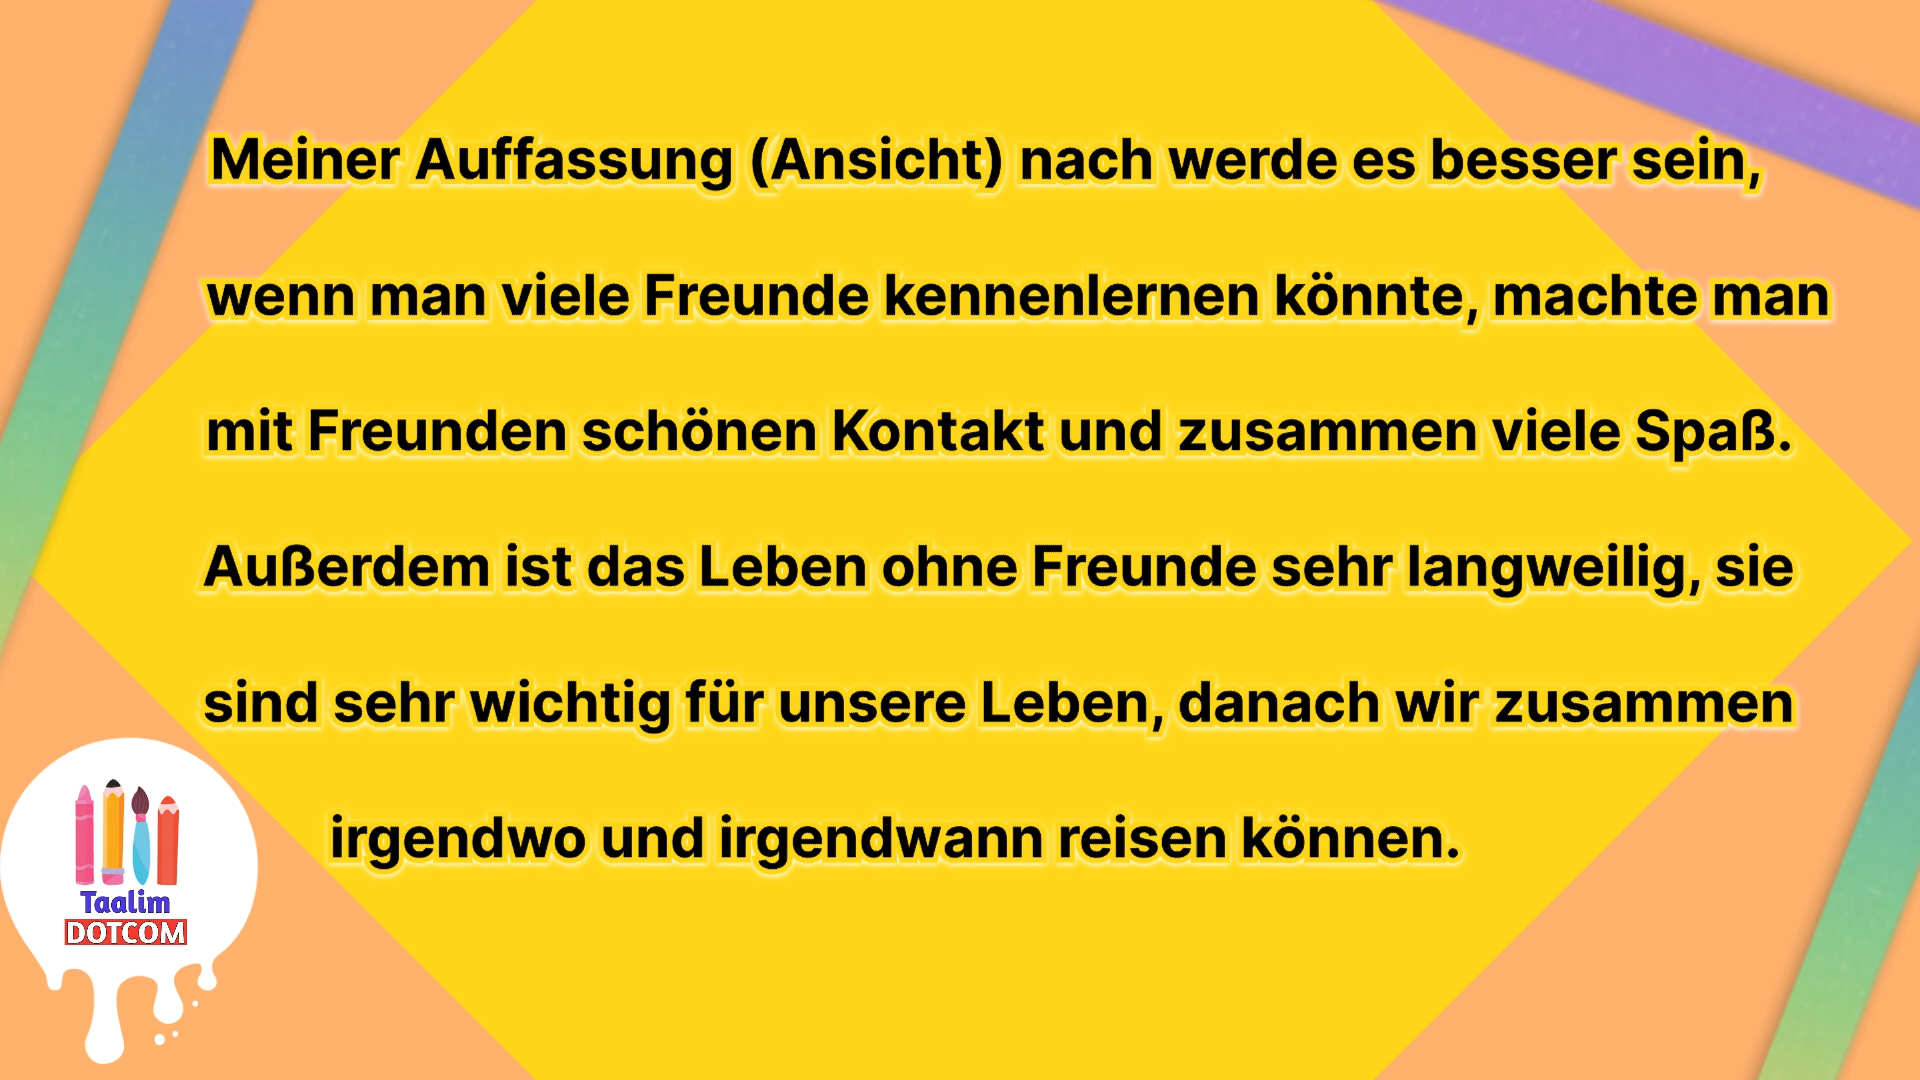 Meiner Auffassung (Ansicht) nach werde es besser sein,
wenn man viele Freunde kennenlernen könnte, machte man
mit Freunden schönen Kontakt und zusammen viele Spaß.
Außerdem ist das Leben ohne Freunde sehr langweilig, sie
sind sehr wichtig für unsere Leben, danach wir zusammen
irgendwo und irgendwann reisen können.
Taalim
DOTCOM